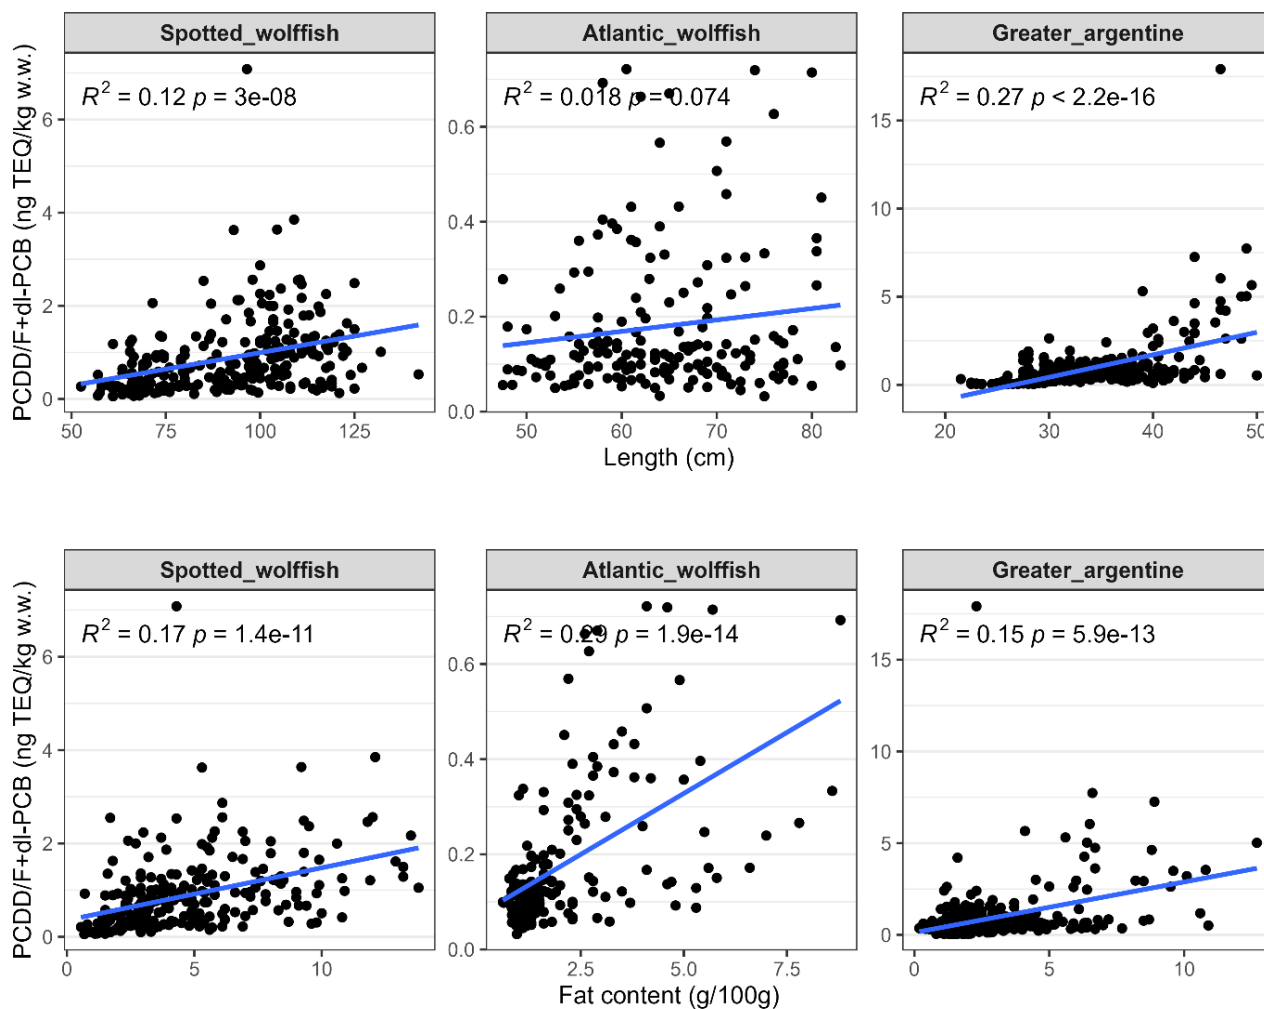 Spotted_wolffish Atlantic_wolffish Greater_argentine
PCDD/F+dl-PCB (ng TEQ/kg w.w.)
R² = 0.12 p = 3e-08
R² = 0.018 p = 0.074
R² = 0.27 p < 2.2e-16
6
4
2
0
0.6
0.4
0.2
0.0
15
10
5
0
50 75 100 125
50 60 70 80
20 30 40 50
Length (cm)
Spotted_wolffish Atlantic_wolffish Greater_argentine
PCDD/F+dl-PCB (ng TEQ/kg w.w.)
R² = 0.17 p = 1.4e-11
R² = 0.29 p = 1.9e-14
R² = 0.15 p = 5.9e-13
6
4
2
0
0.6
0.4
0.2
0.0
15
10
5
0
0 5 10
2.5 5.0 7.5
0 5 10
Fat content (g/100g)